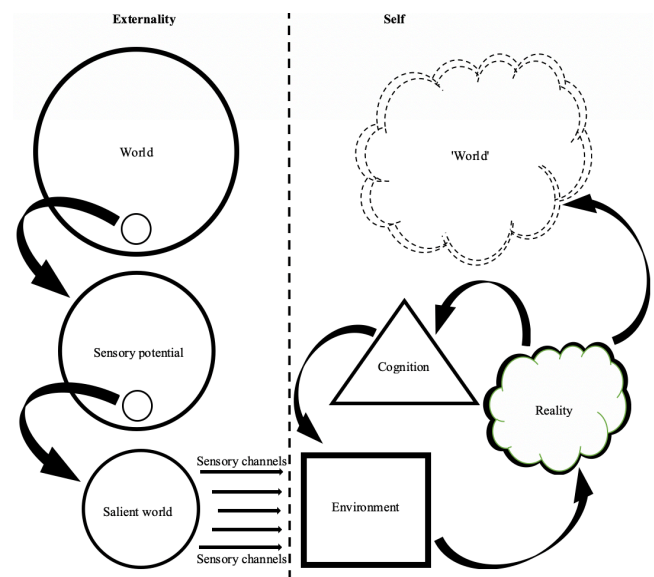 Externality
Self
World
'World'
Sensory potential
Cognition
Reality
Sensory channels
Salient world
Environment
Sensory channels